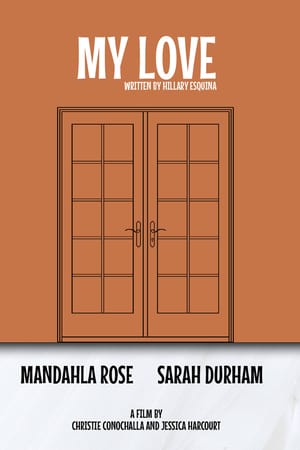 MY LOVE
WRITTEN BY HILLARY ESQUINA
MANDAHLA ROSE SARAH DURHAM
A FILM BY
CHRISTIE CONOCHALLA AND JESSICA HARCOURT